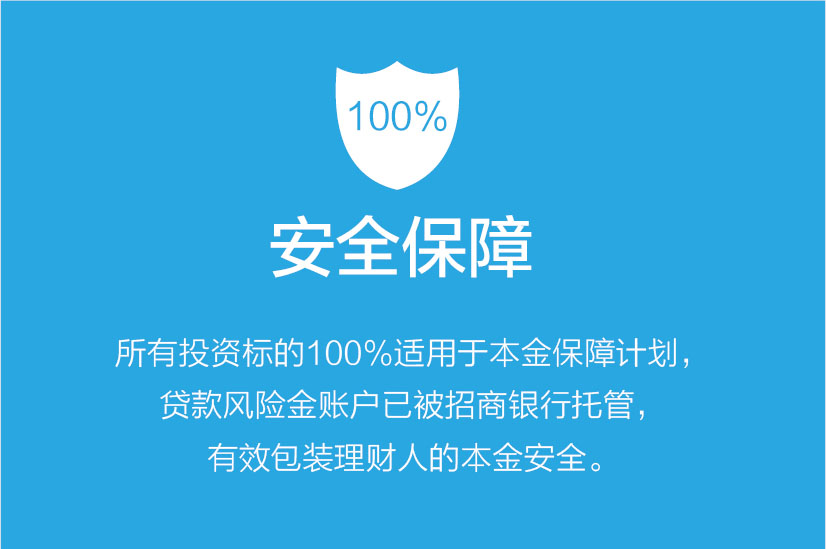 100%
安全保障
所有投资标的100%适用于本金保障计划，
贷款风险金账户已被招商银行托管，
有效包装理财人的本金安全。